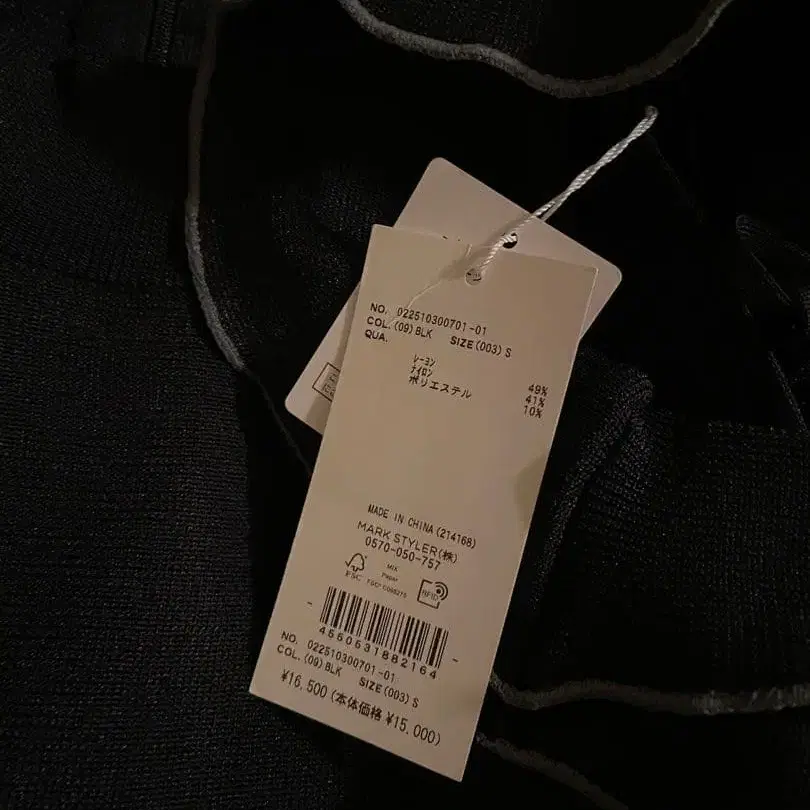 NO. 022510300701-01
COL. (09) BLK SIZE (003) S
QUA.
レーヨン 49%
ナイロン 41%
ポリエステル 10%
MADE IN CHINA (214168)
MARK STYLER(株)
0570-050-757
MIX
Paper
FSC
RFID
4560531882164
NO. 022510300701-01
COL. (09) BLK SIZE (003) S
¥16,500 (本体価格 ¥15,000)